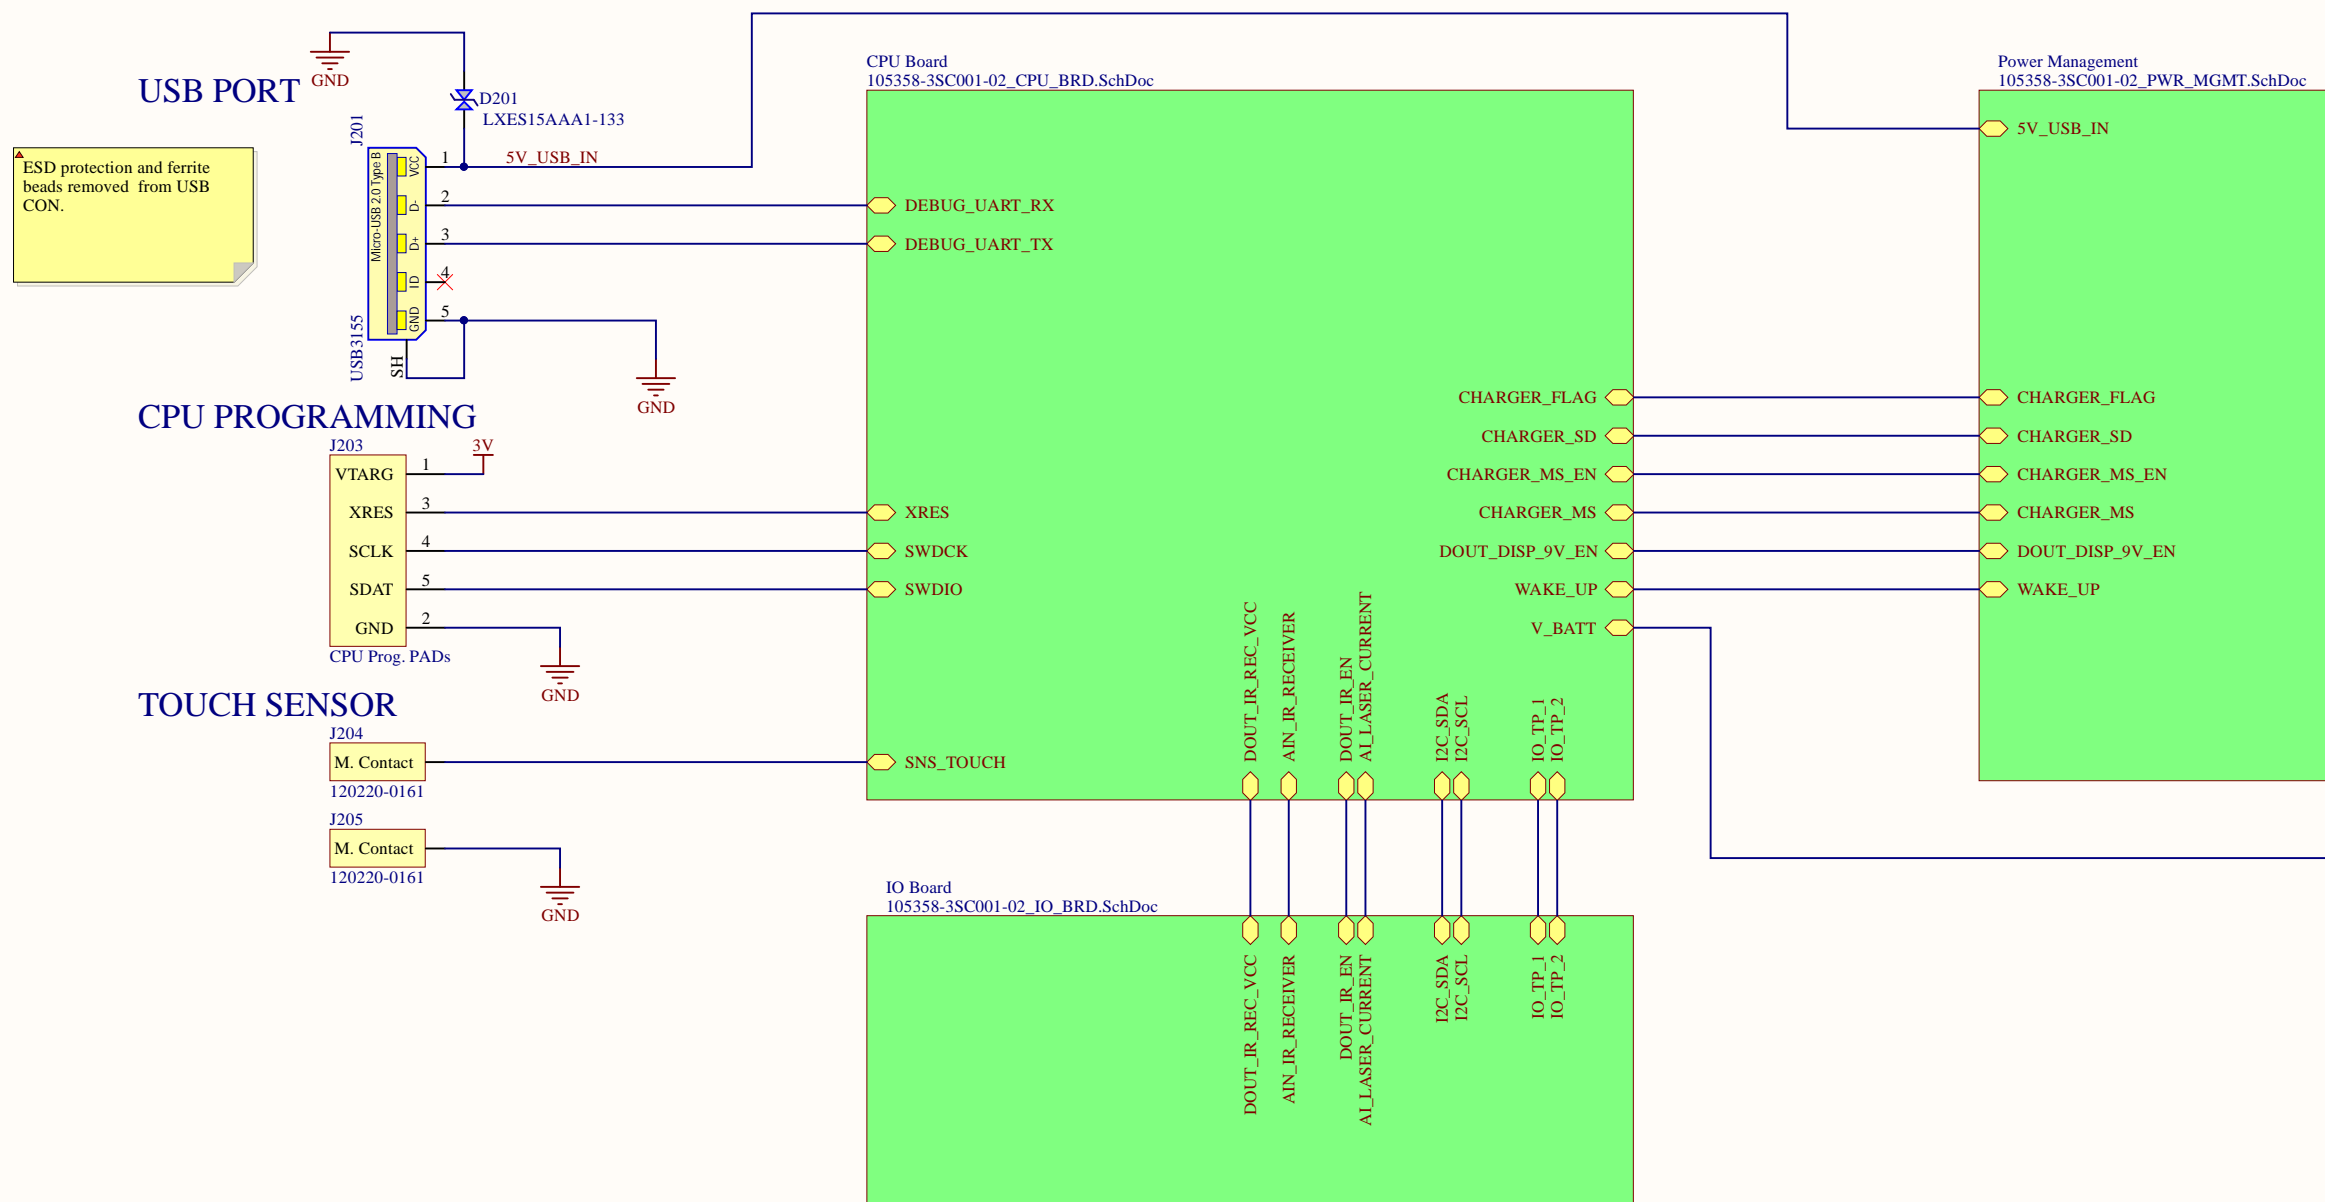 USB PORT
GND
D201
LXES15AAA1-133
ESD protection and ferrite
beads removed  from USB
CON.
J201
USB3155
Micro-USB 2.0 Type B
VCC
D-
D+
ID
GND
SH
1
2
3
4
5
5V_USB_IN
GND
CPU PROGRAMMING
J203
3V
VTARG 1
XRES 3
SCLK 4
SDAT 5
GND 2
CPU Prog. PADs
GND
TOUCH SENSOR
J204
M. Contact
120220-0161
J205
M. Contact
120220-0161
GND
CPU Board
105358-3SC001-02_CPU_BRD.SchDoc
DEBUG_UART_RX
DEBUG_UART_TX
XRES
SWDCK
SWDIO
SNS_TOUCH
CHARGER_FLAG
CHARGER_SD
CHARGER_MS_EN
CHARGER_MS
DOUT_DISP_9V_EN
WAKE_UP
V_BATT
DOUT_IR_REC_VCC
AIN_IR_RECEIVER
DOUT_IR_EN
AI_LASER_CURRENT
I2C_SDA
I2C_SCL
IO_TP_1
IO_TP_2
Power Management
105358-3SC001-02_PWR_MGMT.SchDoc
5V_USB_IN
CHARGER_FLAG
CHARGER_SD
CHARGER_MS_EN
CHARGER_MS
DOUT_DISP_9V_EN
WAKE_UP
IO Board
105358-3SC001-02_IO_BRD.SchDoc
DOUT_IR_REC_VCC
AIN_IR_RECEIVER
DOUT_IR_EN
AI_LASER_CURRENT
I2C_SDA
I2C_SCL
IO_TP_1
IO_TP_2